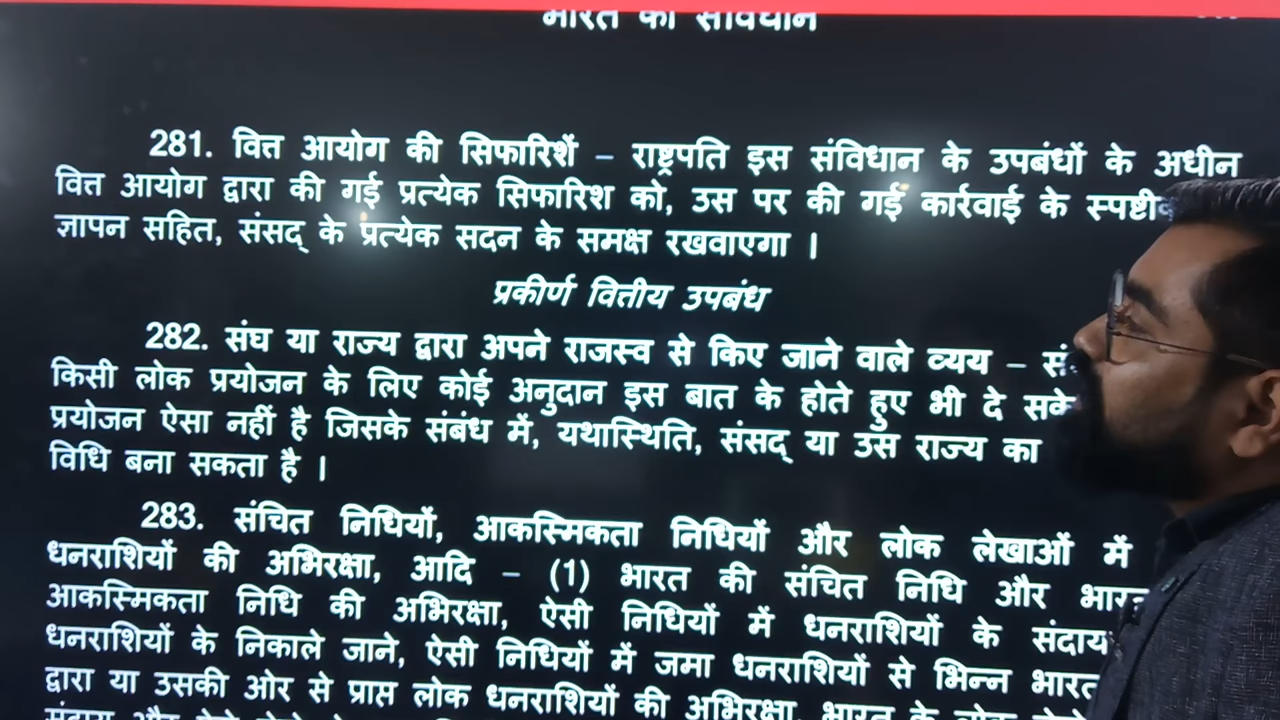 भारत का संविधान
281. वित्त आयोग की सिफारिशें – राष्ट्रपति इस संविधान के उपबंधों के अधीन
वित्त आयोग द्वारा की गई प्रत्येक सिफारिश को, उस पर की गई कार्रवाई के
ज्ञापन सहित, संसद् के प्रत्येक सदन के समक्ष रखवाएगा ।
प्रकीर्ण वित्तीय उपबंध
282. संघ या राज्य द्वारा अपने राजस्व से किए जाने वाले व्यय –
किसी लोक प्रयोजन के लिए कोई अनुदान इस बात के होते हुए भी दे
प्रयोजन ऐसा नहीं है जिसके संबंध में, यथास्थिति, संसद् या उस राज्य का
विधि बना सकता है ।
283. संचित निधियों, आकस्मिकता निधियों और लोक लेखाओं में
धनराशियों की अभिरक्षा, आदि – (1) भारत की संचित निधि और
आकस्मिकता निधि की अभिरक्षा, ऐसी निधियों में धनराशियों के
धनराशियों के निकाले जाने, ऐसी निधियों में जमा धनराशियों से भिन्न भारत
द्वारा या उसकी ओर से प्राप्त लोक धनराशियों की अभिरक्षा, भारत के